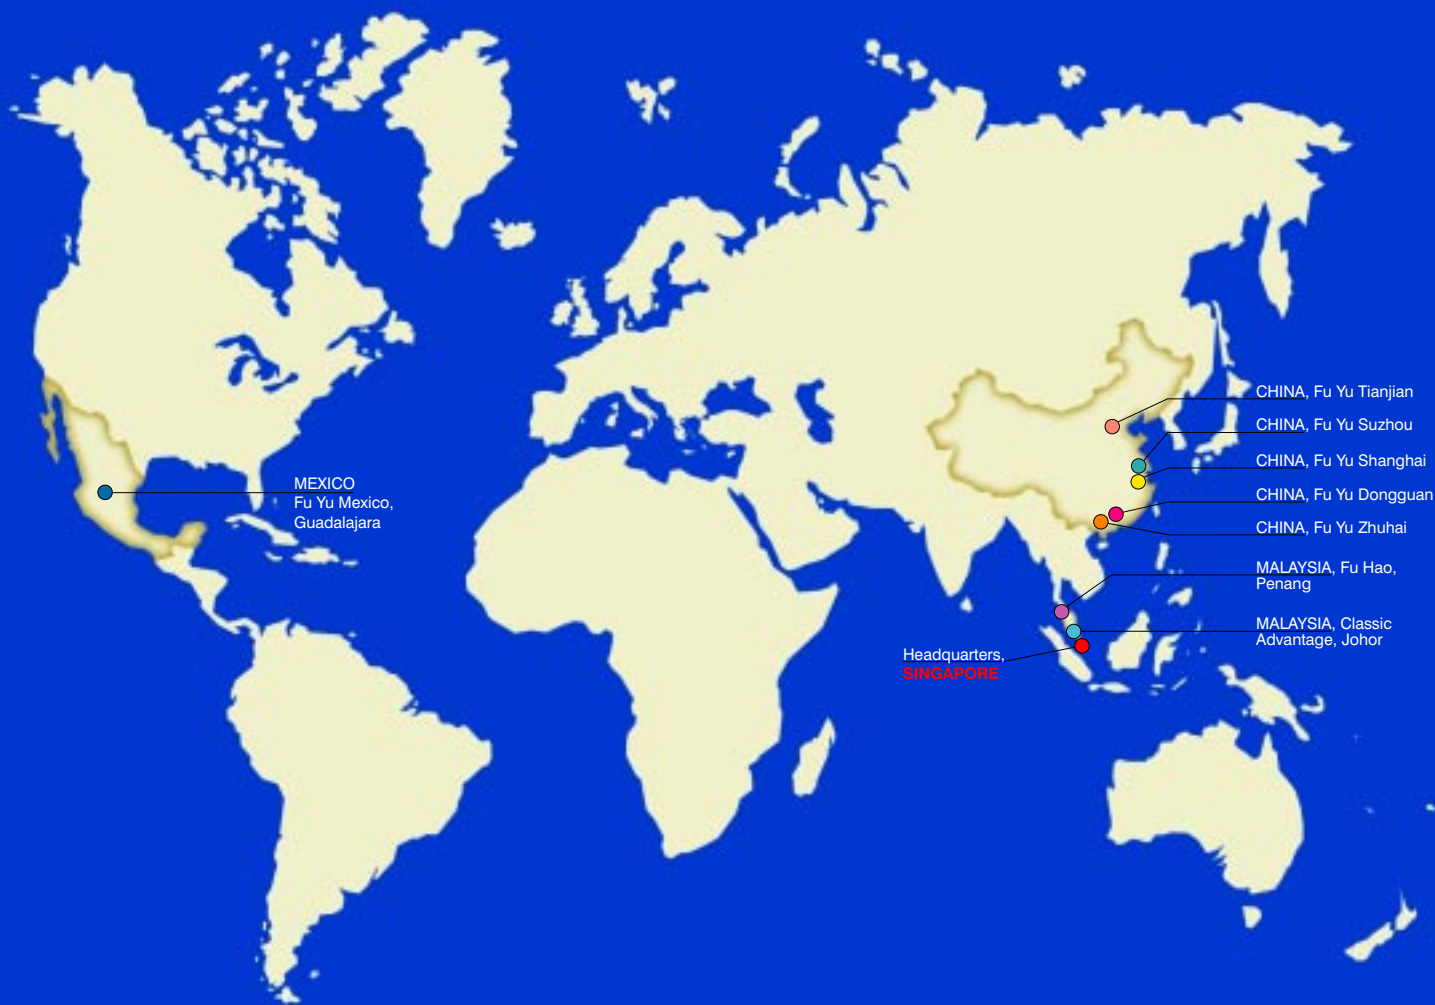 CHINA, Fu Yu Tianjian
CHINA, Fu Yu Suzhou
CHINA, Fu Yu Shanghai
MEXICO
Fu Yu Mexico,
Guadalajara
CHINA, Fu Yu Dongguan
CHINA, Fu Yu Zhuhai
MALAYSIA, Fu Hao,
Penang
MALAYSIA, Classic
Advantage, Johor
Headquarters,
SINGAPORE